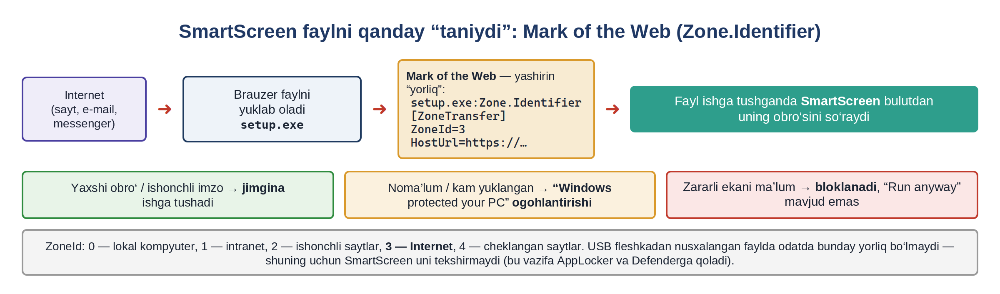 SmartScreen faylni qanday “taniydi”: Mark of the Web (Zone.Identifier)
Internet
(sayt, e-mail,
messenger)
➜
Brauzer faylni
yuklab oladi
setup.exe
➜
Mark of the Web — yashirin
“yorliq”:
setup.exe:Zone.Identifier
[ZoneTransfer]
ZoneId=3
HostUrl=https://…
➜
Fayl ishga tushganda SmartScreen bulutdan
uning obro‘sini so‘raydi
Yaxshi obro‘ / ishonchli imzo → jimgina
ishga tushadi
Noma’lum / kam yuklangan → “Windows
protected your PC” ogohlantirishi
Zararli ekani ma’lum → bloklanadi, “Run anyway”
mavjud emas
ZoneId: 0 — lokal kompyuter, 1 — intranet, 2 — ishonchli saytlar, 3 — Internet, 4 — cheklangan saytlar. USB fleshkadan nusxalangan faylda odatda bunday yorliq bo‘lmaydi —
shuning uchun SmartScreen uni tekshirmaydi (bu vazifa AppLocker va Defenderga qoladi).